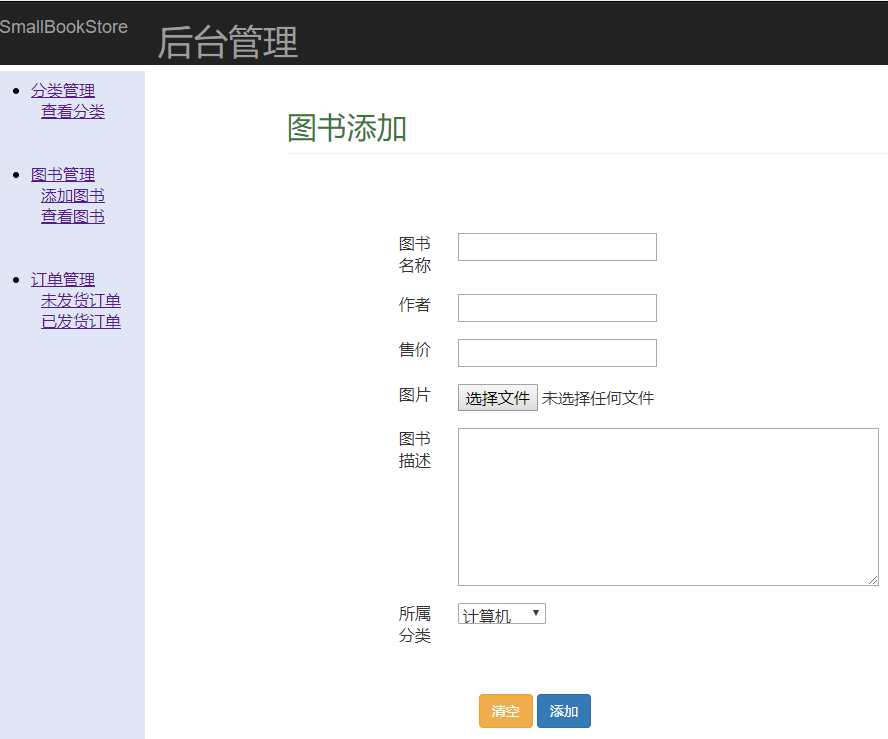 SmallBookStore
后台管理
分类管理
查看分类
图书管理
添加图书
查看图书
订单管理
未发货订单
已发货订单
图书添加
图书
名称
作者
售价
图片
选择文件 未选择任何文件
图书
描述
所属
分类
计算机
清空 添加